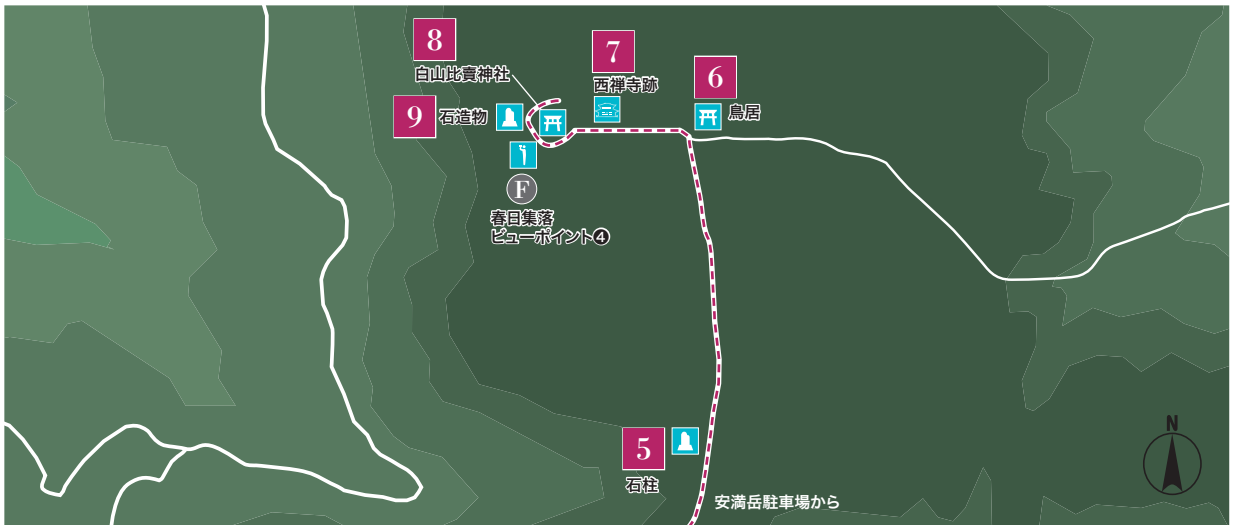 8
白山比賣神社
7
西禅寺跡
6
鳥居
9
石造物
F
春日集落
ビューポイント❹
5
石柱
安満岳駐車場から
N